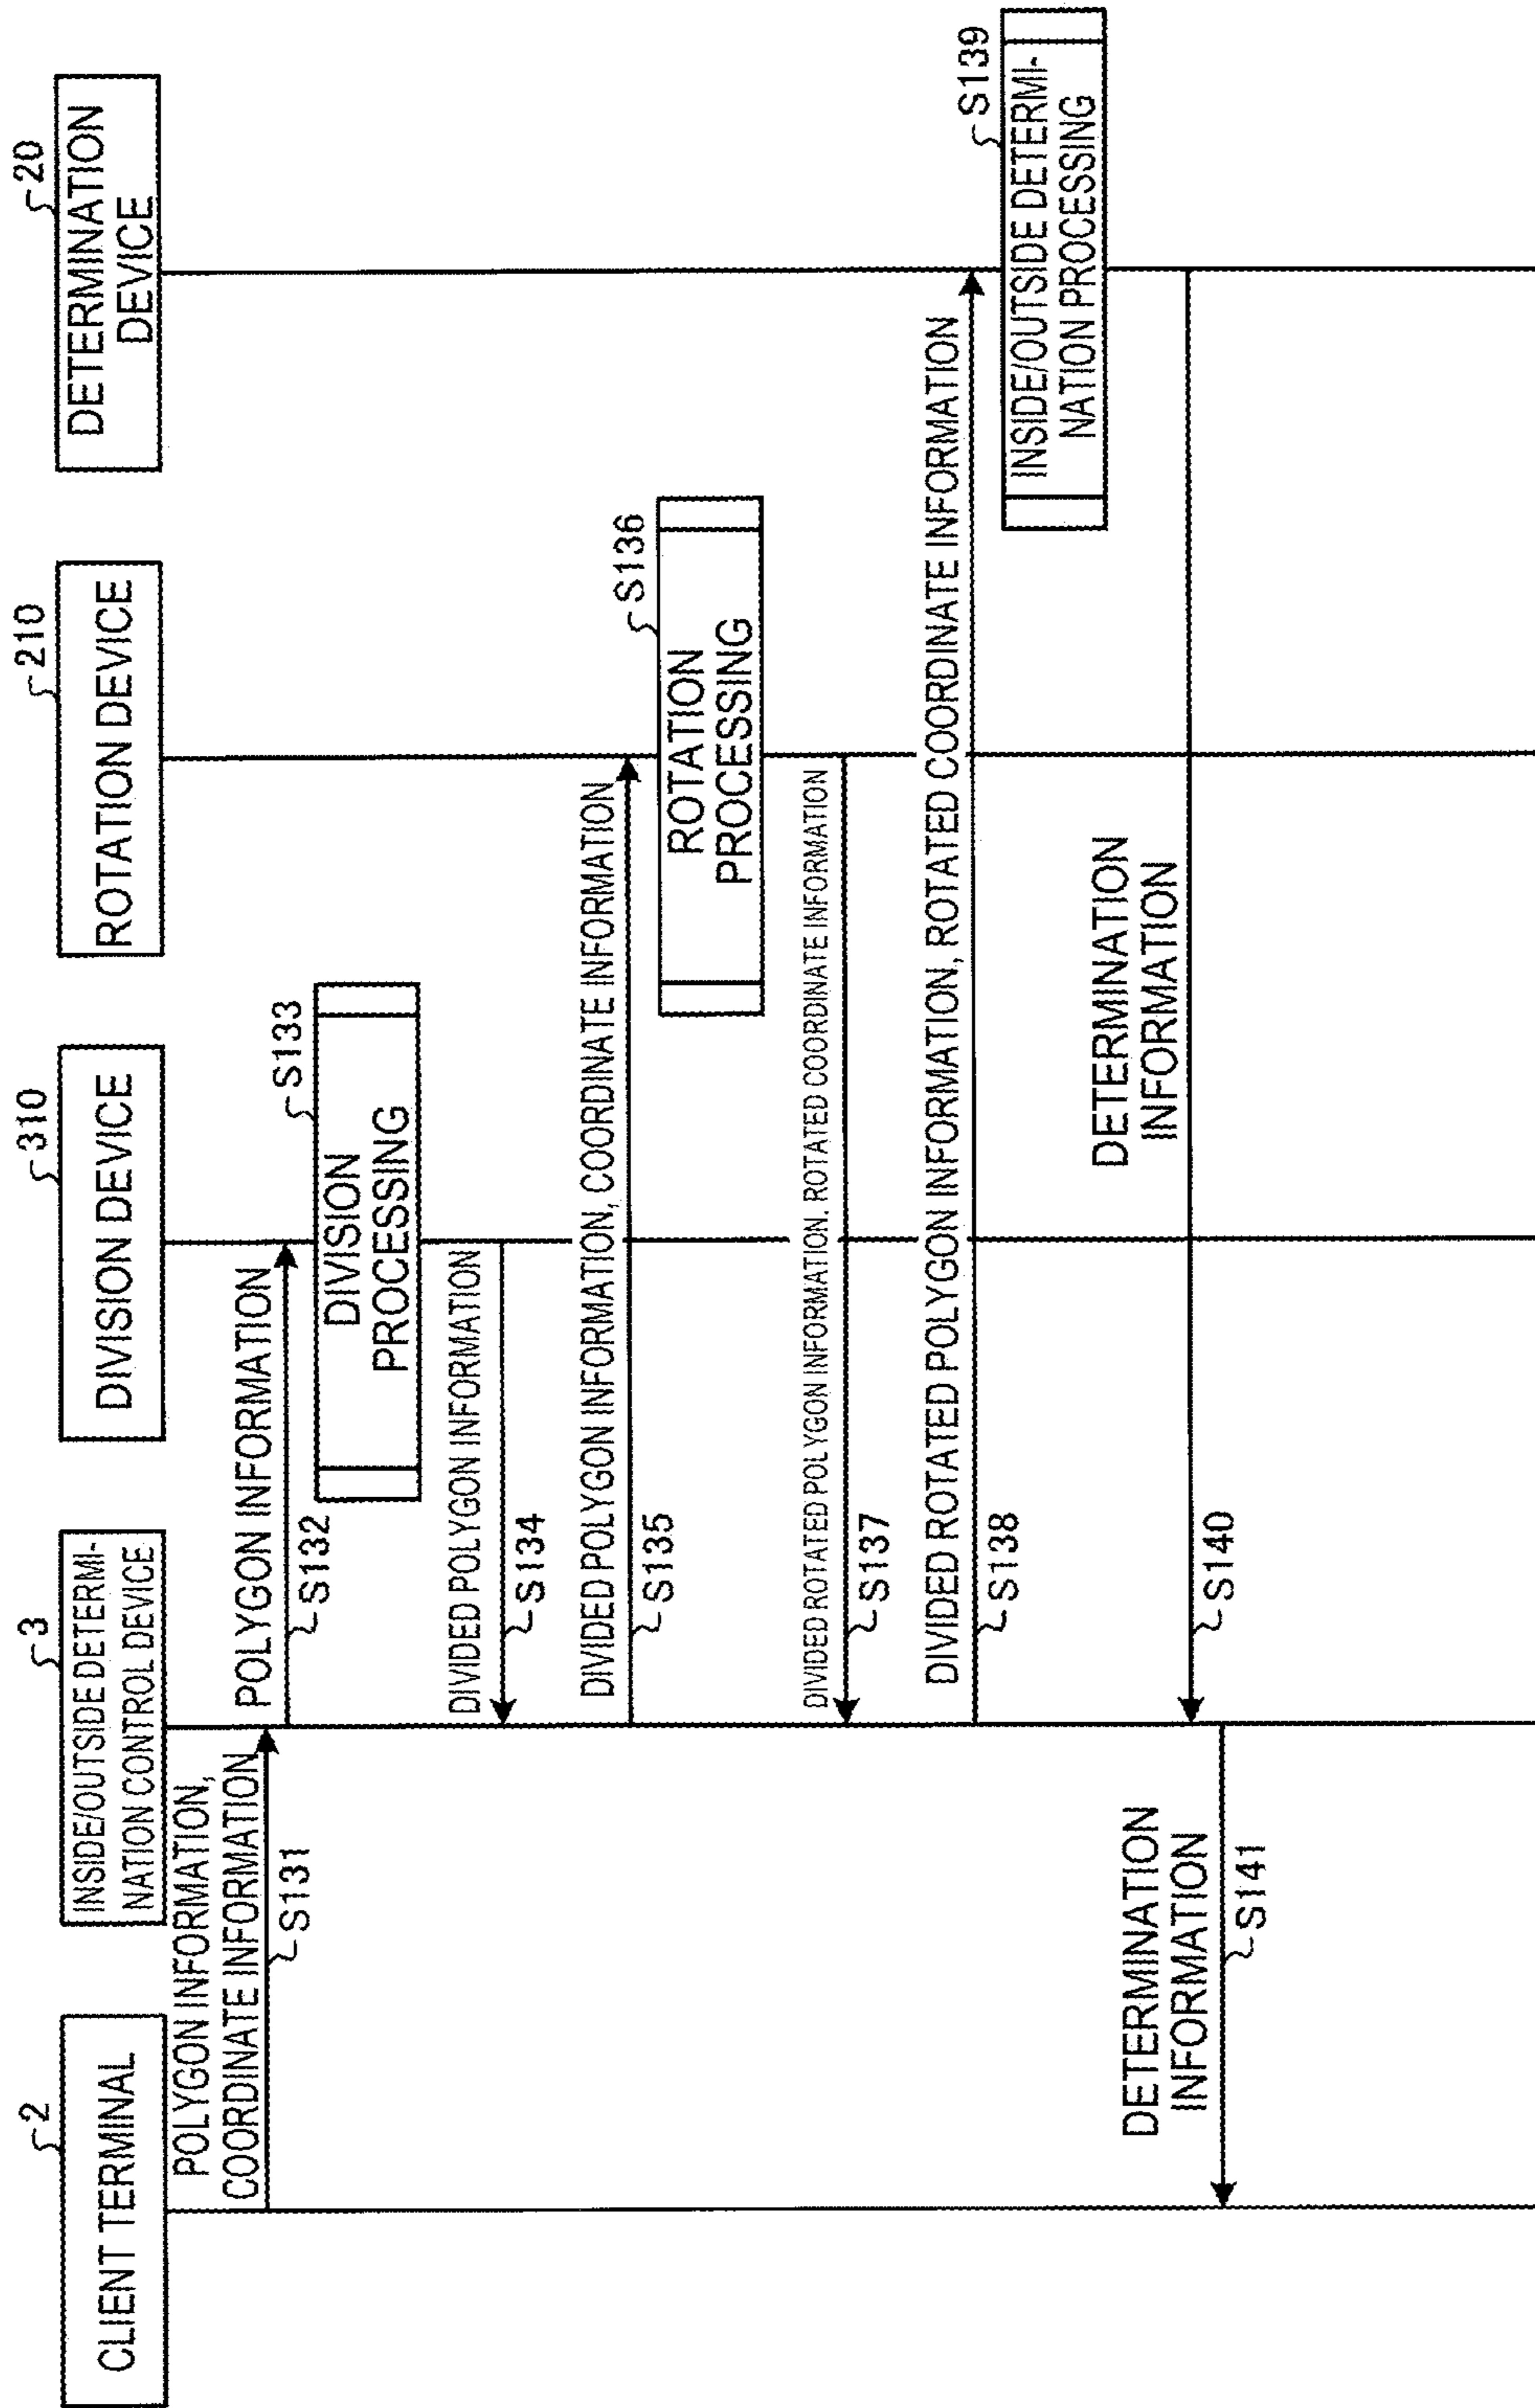 2
CLIENT TERMINAL
3
INSIDE/OUTSIDE DETERMI-
NATION CONTROL DEVICE
310
DIVISION DEVICE
210
ROTATION DEVICE
20
DETERMINATION
DEVICE
POLYGON INFORMATION,
COORDINATE INFORMATION
S131
POLYGON INFORMATION
S132
S133
DIVISION
PROCESSING
DIVIDED POLYGON INFORMATION
S134
DIVIDED POLYGON INFORMATION, COORDINATE INFORMATION
S135
S136
ROTATION
PROCESSING
DIVIDED ROTATED POLYGON INFORMATION, ROTATED COORDINATE INFORMATION
S137
DIVIDED ROTATED POLYGON INFORMATION, ROTATED COORDINATE INFORMATION
S138
S139
INSIDE/OUTSIDE DETERMI-
NATION PROCESSING
DETERMINATION
INFORMATION
S140
DETERMINATION
INFORMATION
S141